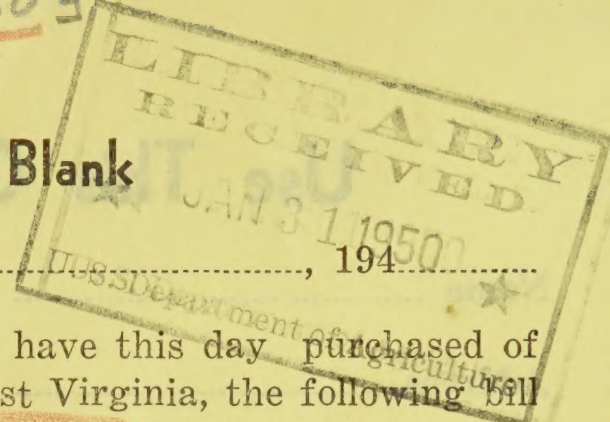 LIBRARY
RECEIVED
Blank
JAN 31 1950
, 194
U. S. Department of Agriculture
have this day purchased of
st Virginia, the following bill